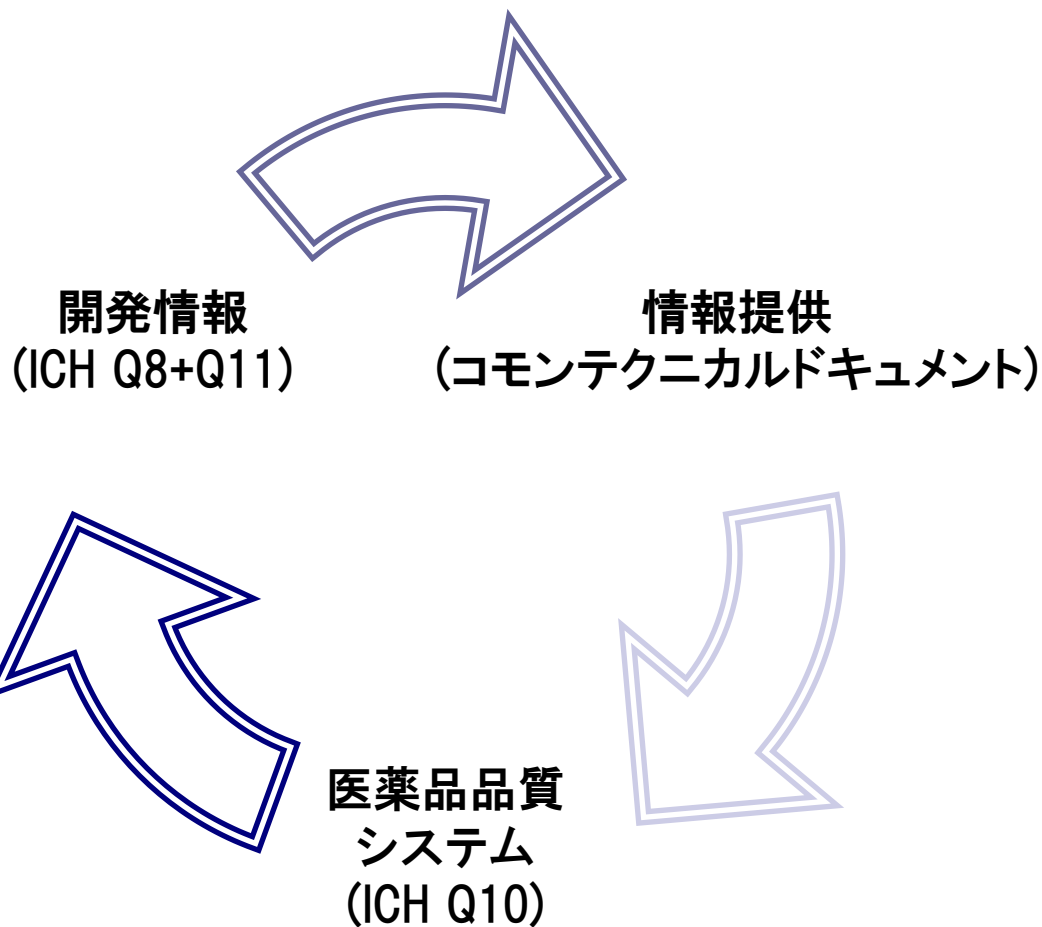 開発情報
(ICH Q8+Q11)
情報提供
(コモンテクニカルドキュメント)
医薬品品質
システム
(ICH Q10)